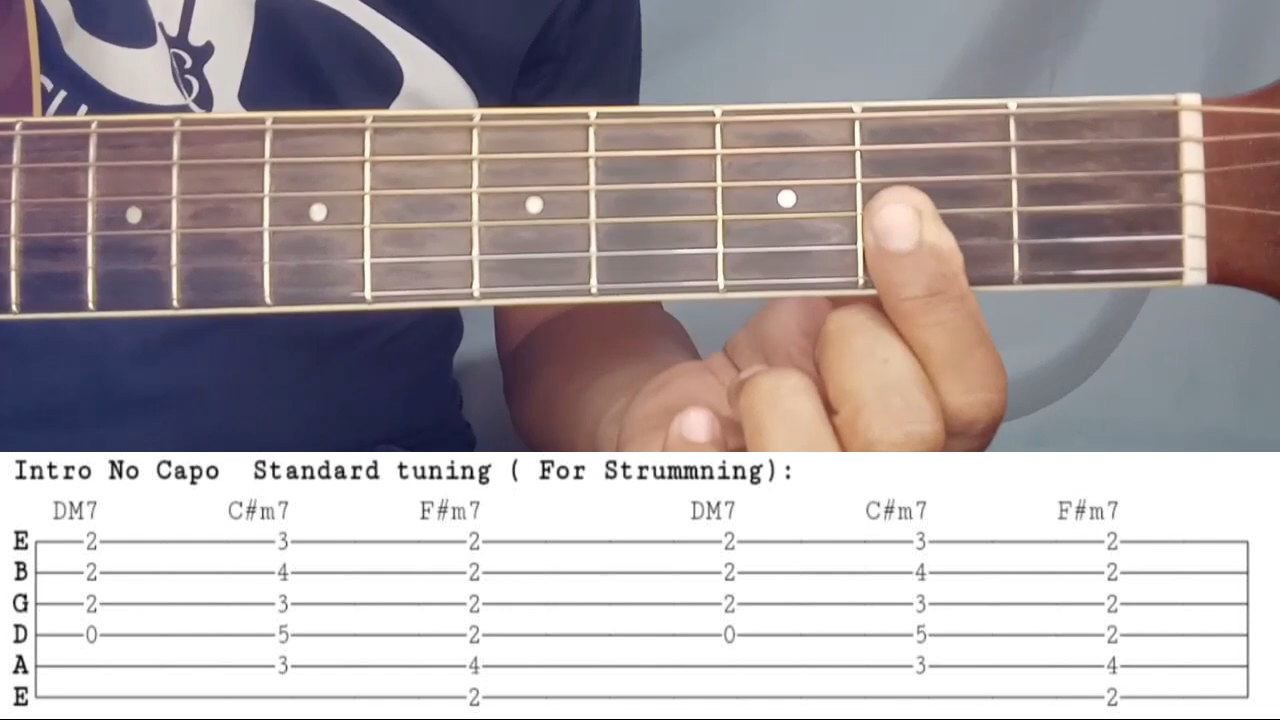 Intro No Capo Standard tuning ( For Strummning):
DM7 C#m7 F#m7 DM7 C#m7 F#m7
E 2 3 2 2 3 2
B 2 4 2 2 4 2
G 2 3 2 2 3 2
D 0 5 2 0 5 2
A 3 4 3 4
E 2 2